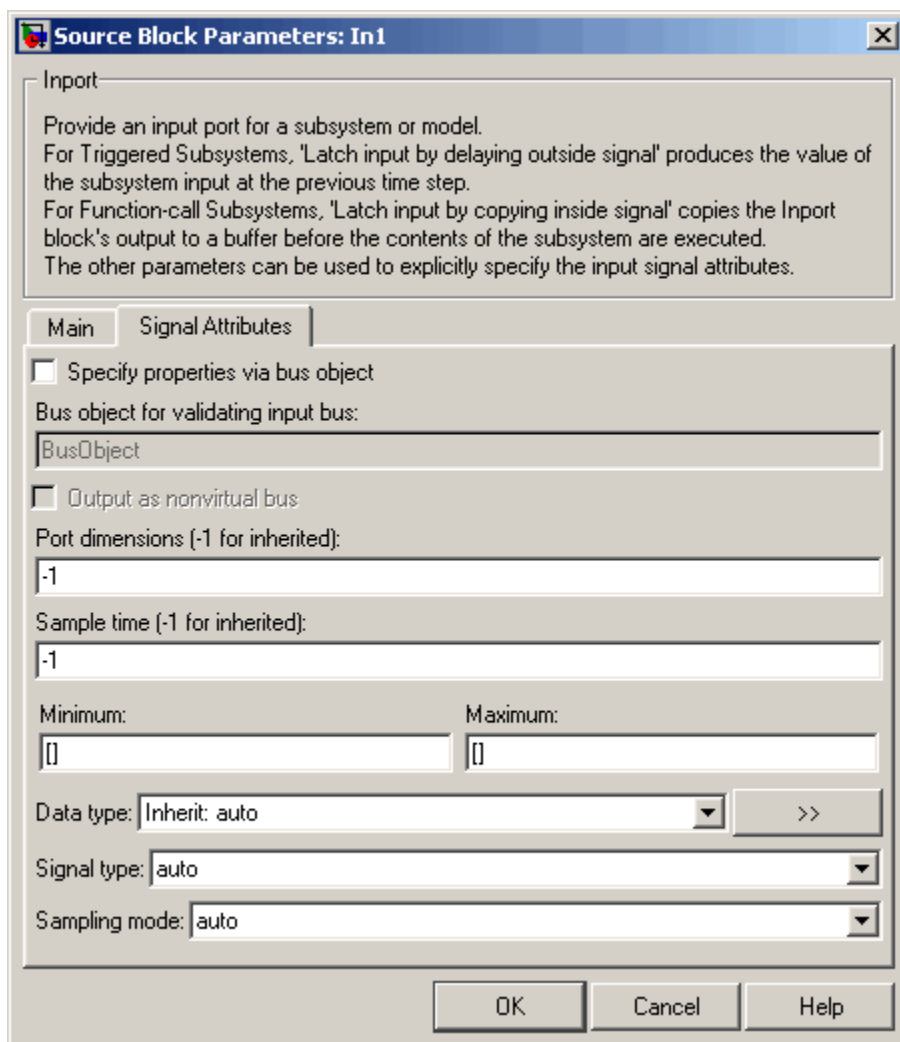 Source Block Parameters: In1
Inport
Provide an input port for a subsystem or model.
For Triggered Subsystems, 'Latch input by delaying outside signal' produces the value of
the subsystem input at the previous time step.
For Function-call Subsystems, 'Latch input by copying inside signal' copies the Inport
block's output to a buffer before the contents of the subsystem are executed.
The other parameters can be used to explicitly specify the input signal attributes.
Main Signal Attributes
Specify properties via bus object
Bus object for validating input bus:
BusObject
Output as nonvirtual bus
Port dimensions (-1 for inherited):
-1
Sample time (-1 for inherited):
-1
Minimum: Maximum:
[] []
Data type: Inherit: auto >>
Signal type: auto
Sampling mode: auto
OK Cancel Help